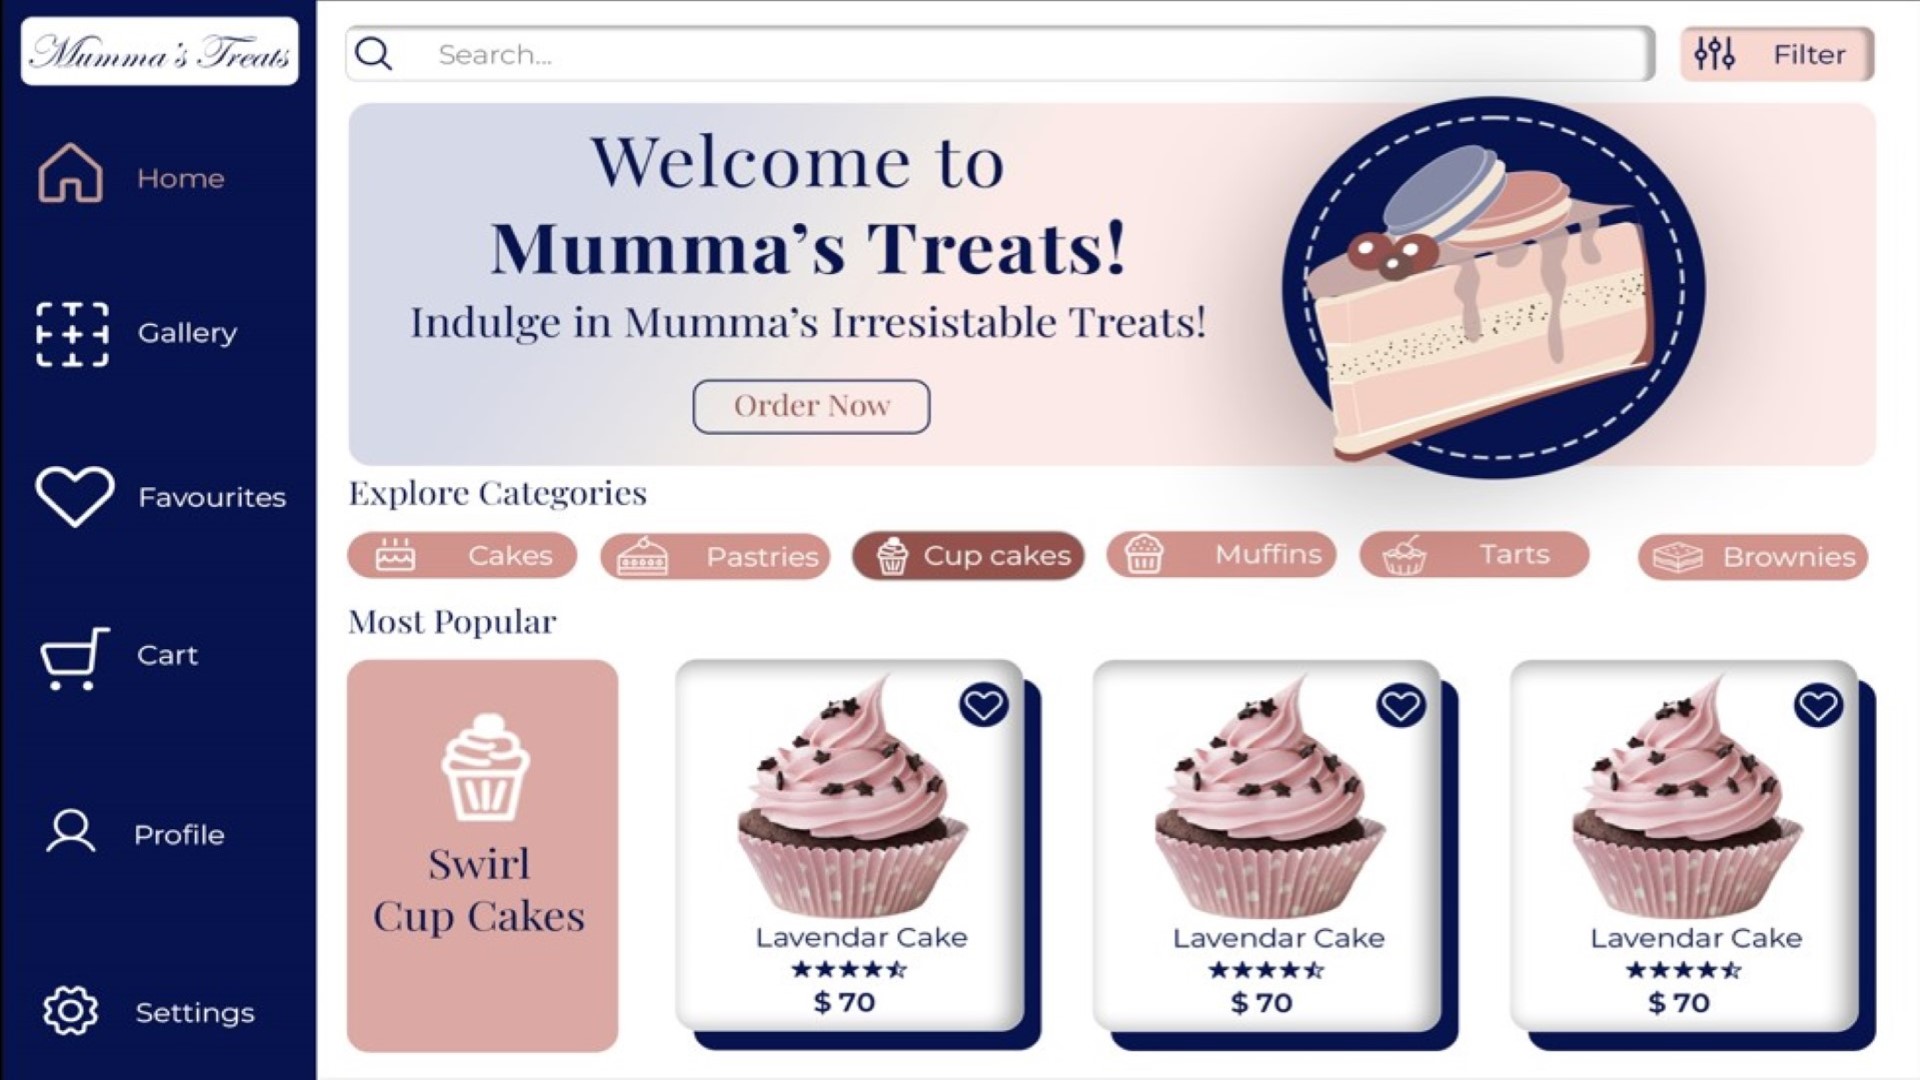 Mumma's Treats
Search...
Filter
Home
Gallery
Favourites
Cart
Profile
Settings
Welcome to
Mumma's Treats!
Indulge in Mumma's Irresistable Treats!
Order Now
Explore Categories
Cakes
Pastries
Cup cakes
Muffins
Tarts
Brownies
Most Popular
Swirl
Cup Cakes
Lavendar Cake
$ 70
Lavendar Cake
$ 70
Lavendar Cake
$ 70